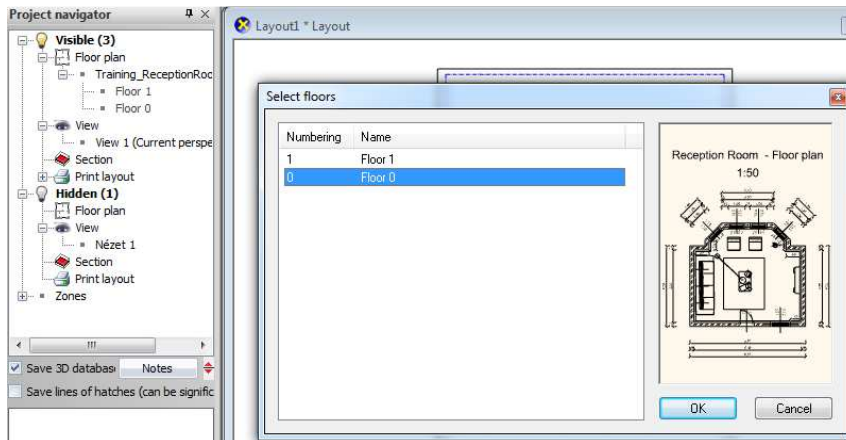 Project navigator
Visible (3)
Floor plan
Training_ReceptionRoo
Floor 1
Floor 0
View
View 1 (Current perspe
Section
Print layout
Hidden (1)
Floor plan
View
Nézet 1
Section
Print layout
Zones
Save 3D databas
Notes
Save lines of hatches (can be signific
Layout1 * Layout
Select floors
Numbering Name
1 Floor 1
0 Floor 0
Reception Room - Floor plan
1:50
OK Cancel